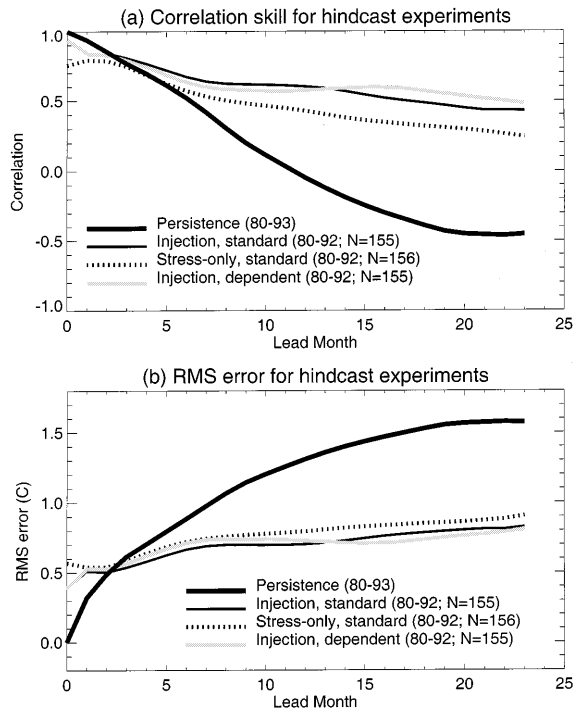 (a) Correlation skill for hindcast experiments
1.0
0.5
0.0
-0.5
-1.0
Correlation
Persistence (80-93)
Injection, standard (80-92; N=155)
Stress-only, standard (80-92; N=156)
Injection, dependent (80-92; N=155)
0 5 10 15 20 25
Lead Month
(b) RMS error for hindcast experiments
1.5
1.0
0.5
0.0
RMS error (C)
Persistence (80-93)
Injection, standard (80-92; N=155)
Stress-only, standard (80-92; N=156)
Injection, dependent (80-92; N=155)
0 5 10 15 20 25
Lead Month